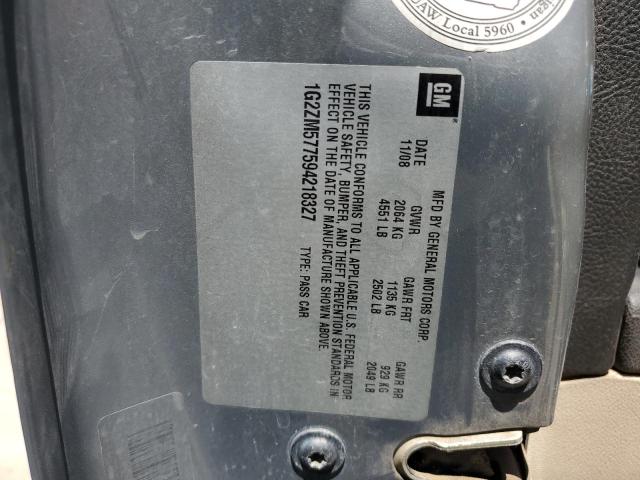 igan
UAW Local 5960
GM
MFD BY GENERAL MOTORS CORP.
DATE GVWR GAWR FRT GAWR RR
11/08 2064 KG 1135 KG 929 KG
4551 LB 2502 LB 2049 LB
THIS VEHICLE CONFORMS TO ALL APPLICABLE U.S. FEDERAL MOTOR
VEHICLE SAFETY, BUMPER, AND THEFT PREVENTION STANDARDS IN
EFFECT ON THE DATE OF MANUFACTURE SHOWN ABOVE.
1G2ZM577594218327 TYPE: PASS CAR